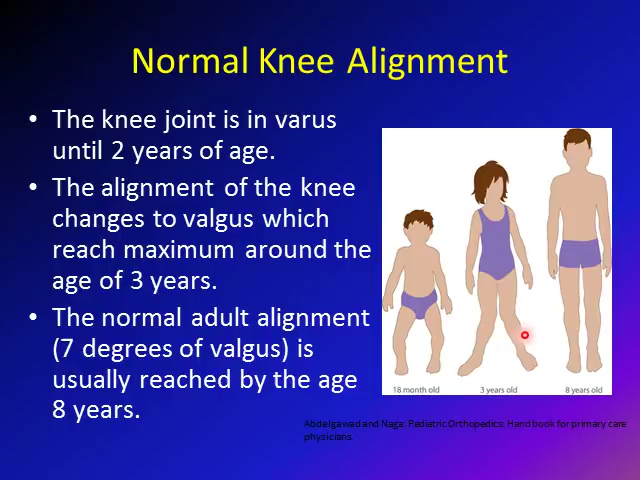 Normal Knee Alignment
• The knee joint is in varus
until 2 years of age.
• The alignment of the knee
changes to valgus which
reach maximum around the
age of 3 years.
• The normal adult alignment
(7 degrees of valgus) is
usually reached by the age
8 years.
18 month old 3 years old 8 years old
Abdelgawad and Naga: Pediatric Orthopedics: Handbook for primary care
physicians.